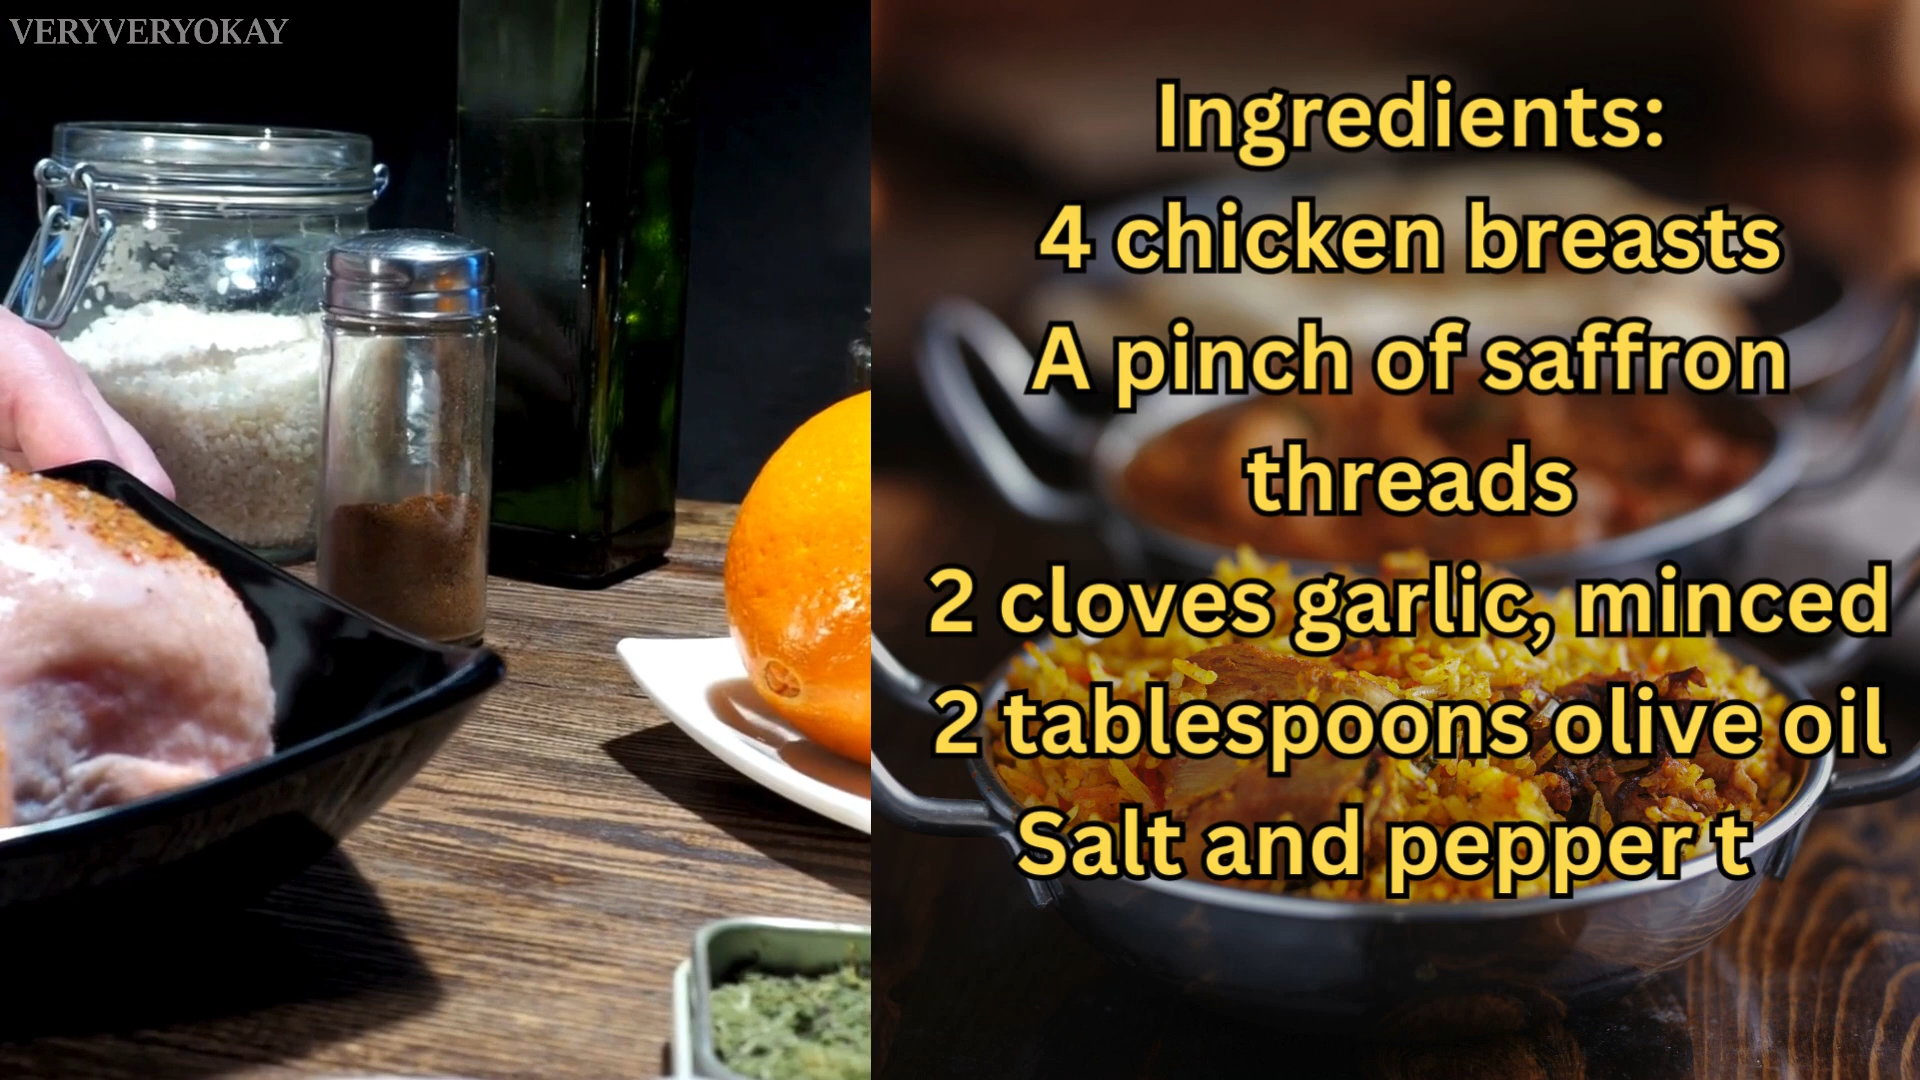 VERYVERYOKAY
Ingredients:
4 chicken breasts
A pinch of saffron
threads
2 cloves garlic, minced
2 tablespoons olive oil
Salt and pepper t